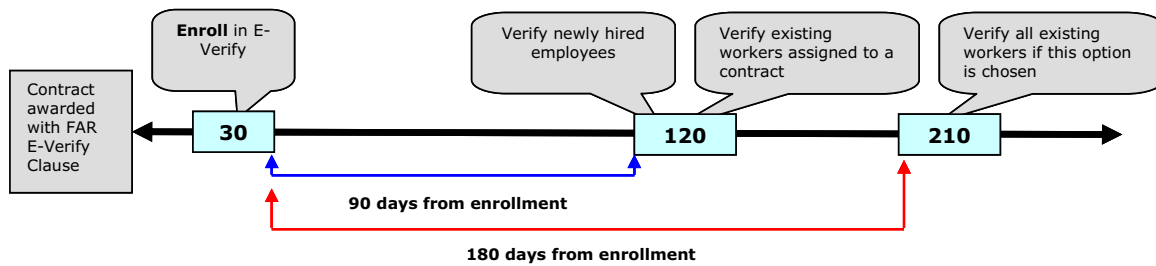 Contract
awarded
with FAR
E-Verify
Clause
Enroll in E-
Verify
30
Verify newly hired
employees
Verify existing
workers assigned to a
contract
120
Verify all existing
workers if this option
is chosen
210
90 days from enrollment
180 days from enrollment